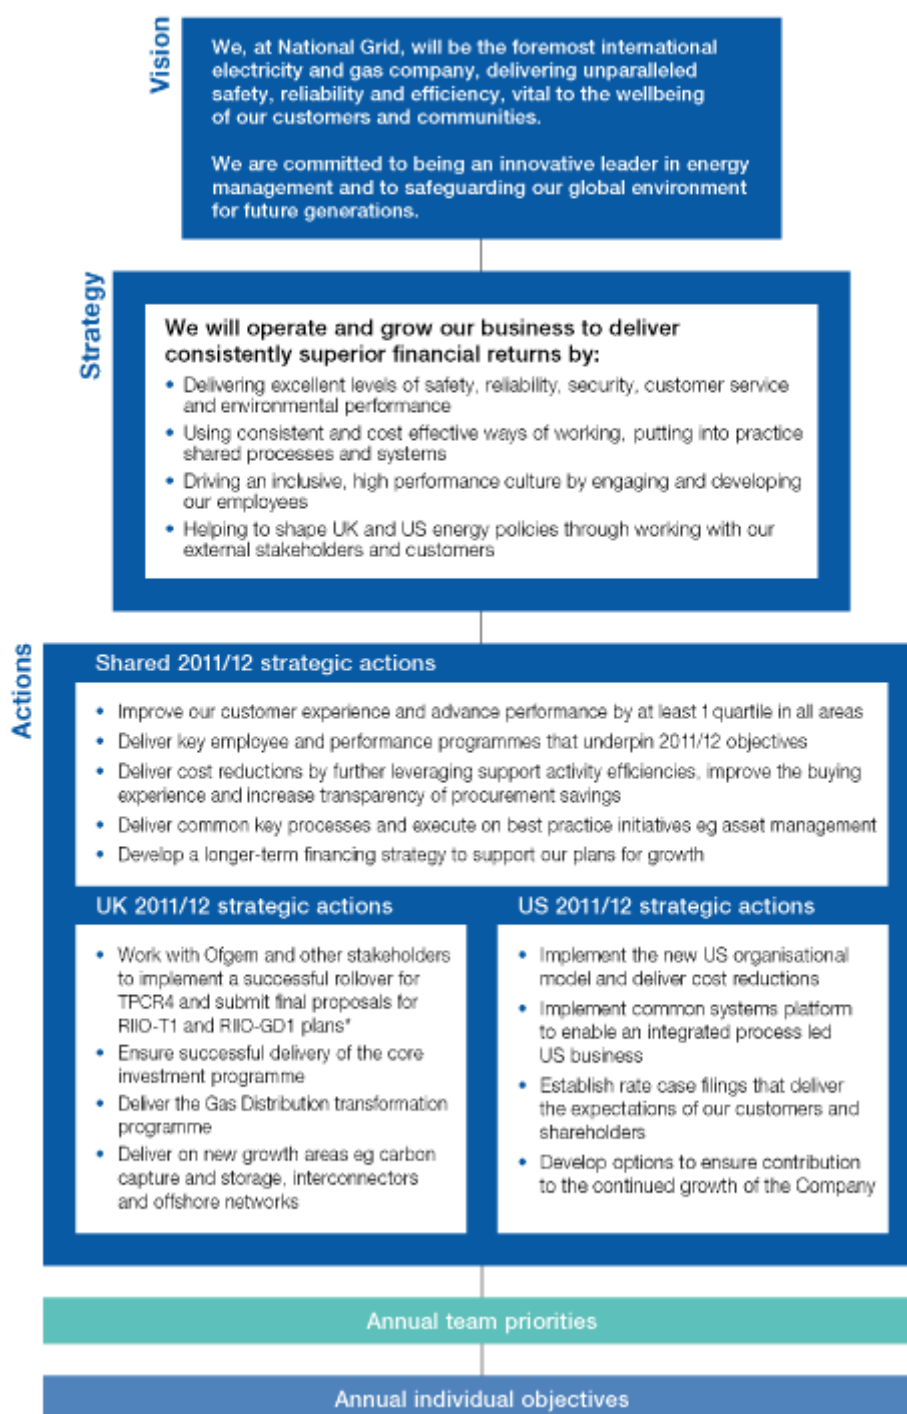 Vision
We, at National Grid, will be the foremost international
electricity and gas company, delivering unparalleled
safety, reliability and efficiency, vital to the wellbeing
of our customers and communities.
We are committed to being an innovative leader in energy
management and to safeguarding our global environment
for future generations.
Strategy
We will operate and grow our business to deliver
consistently superior financial returns by:
• Delivering excellent levels of safety, reliability, security, customer service
and environmental performance
• Using consistent and cost effective ways of working, putting into practice
shared processes and systems
• Driving an inclusive, high performance culture by engaging and developing
our employees
• Helping to shape UK and US energy policies through working with our
external stakeholders and customers
Actions
Shared 2011/12 strategic actions
• Improve our customer experience and advance performance by at least 1 quartile in all areas
• Deliver key employee and performance programmes that underpin 2011/12 objectives
• Deliver cost reductions by further leveraging support activity efficiencies, improve the buying
experience and increase transparency of procurement savings
• Deliver common key processes and execute on best practice initiatives eg asset management
• Develop a longer-term financing strategy to support our plans for growth
UK 2011/12 strategic actions
• Work with Ofgem and other stakeholders
to implement a successful rollover for
TPCR4 and submit final proposals for
RIIO-T1 and RIIO-GD1 plans*
• Ensure successful delivery of the core
investment programme
• Deliver the Gas Distribution transformation
programme
• Deliver on new growth areas eg carbon
capture and storage, interconnectors
and offshore networks
US 2011/12 strategic actions
• Implement the new US organisational
model and deliver cost reductions
• Implement common systems platform
to enable an integrated process led
US business
• Establish rate case filings that deliver
the expectations of our customers and
shareholders
• Develop options to ensure contribution
to the continued growth of the Company
Annual team priorities
Annual individual objectives